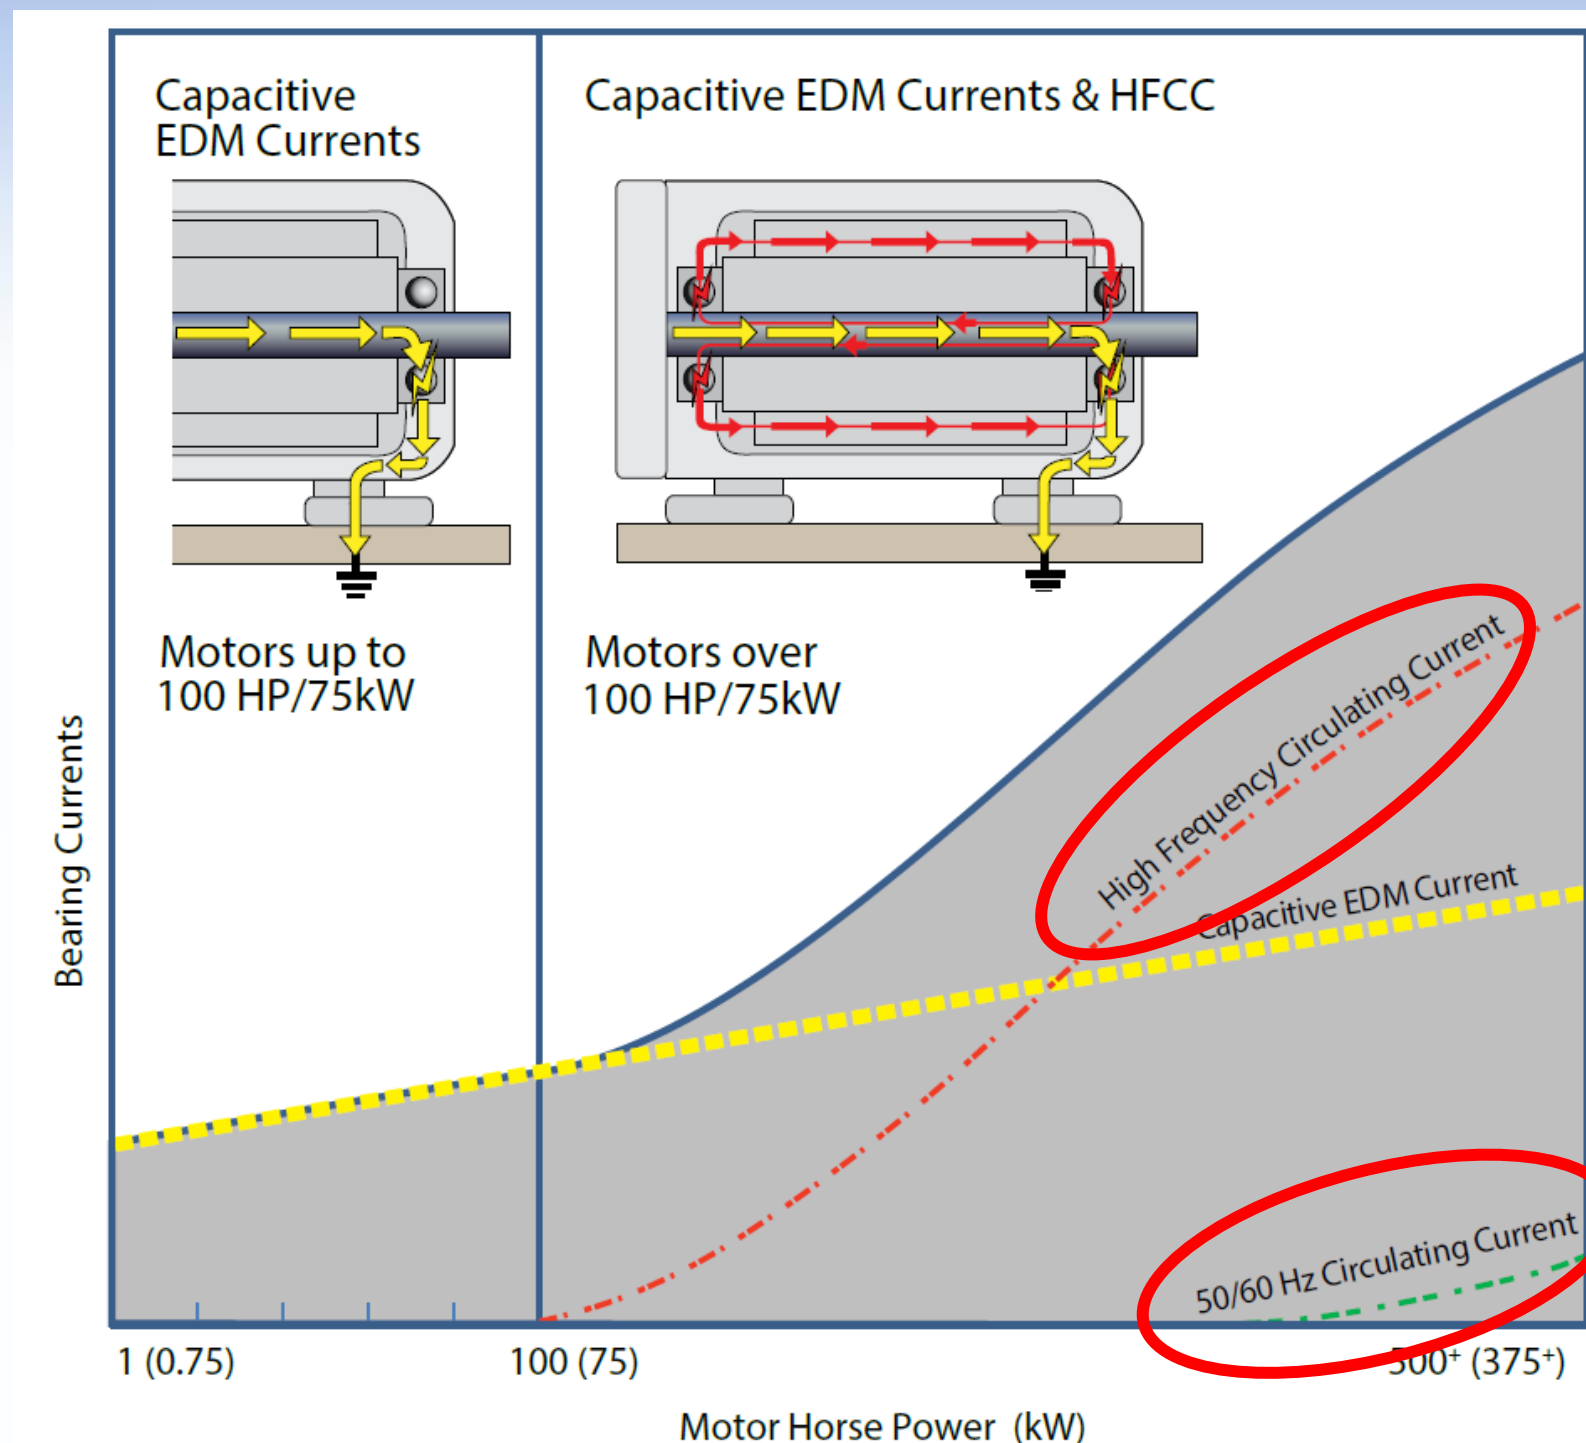 Capacitive
EDM Currents
Capacitive EDM Currents & HFCC
Motors up to
100 HP/75kW
Motors over
100 HP/75kW
Bearing Currents
High Frequency Circulating Current
Capacitive EDM Current
50/60 Hz Circulating Current
1 (0.75)
100 (75)
500+ (375+)
Motor Horse Power (kW)